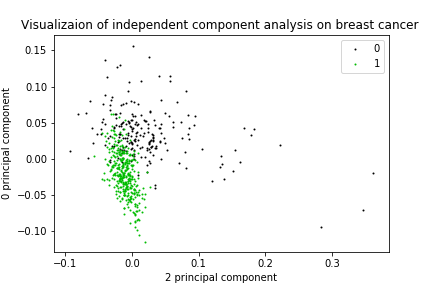 Visualizaion of independent component analysis on breast cancer
0
1
0.15
0.10
0.05
0.00
−0.05
−0.10
0 principal component
−0.1 0.0 0.1 0.2 0.3
2 principal component